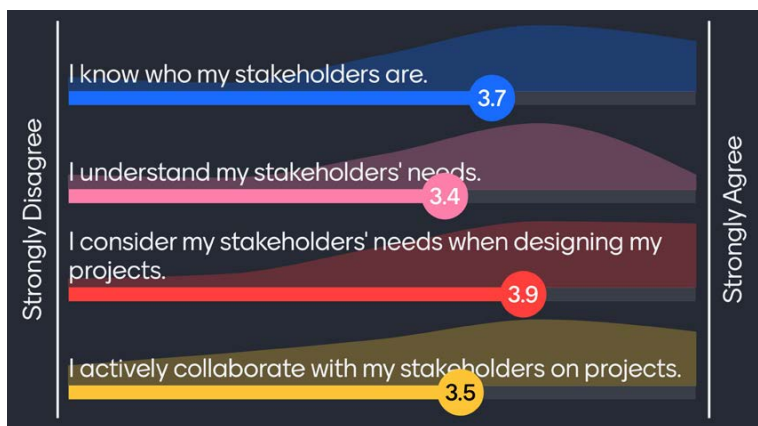 Strongly Disagree
I know who my stakeholders are.
3.7
I understand my stakeholders' needs.
3.4
I consider my stakeholders' needs when designing my
projects.
3.9
I actively collaborate with my stakeholders on projects.
3.5
Strongly Agree